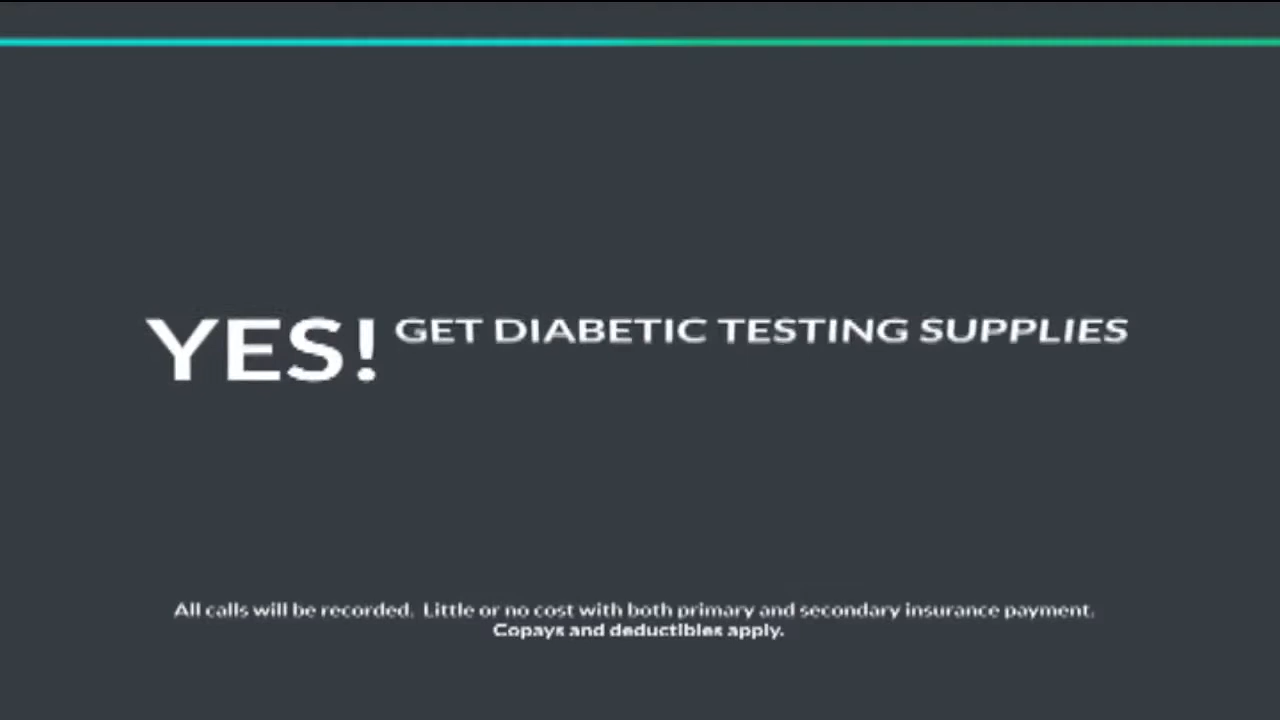 YES! GET DIABETIC TESTING SUPPLIES
All calls will be recorded. Little or no cost with both primary and secondary insurance payment.
Copays and deductibles apply.